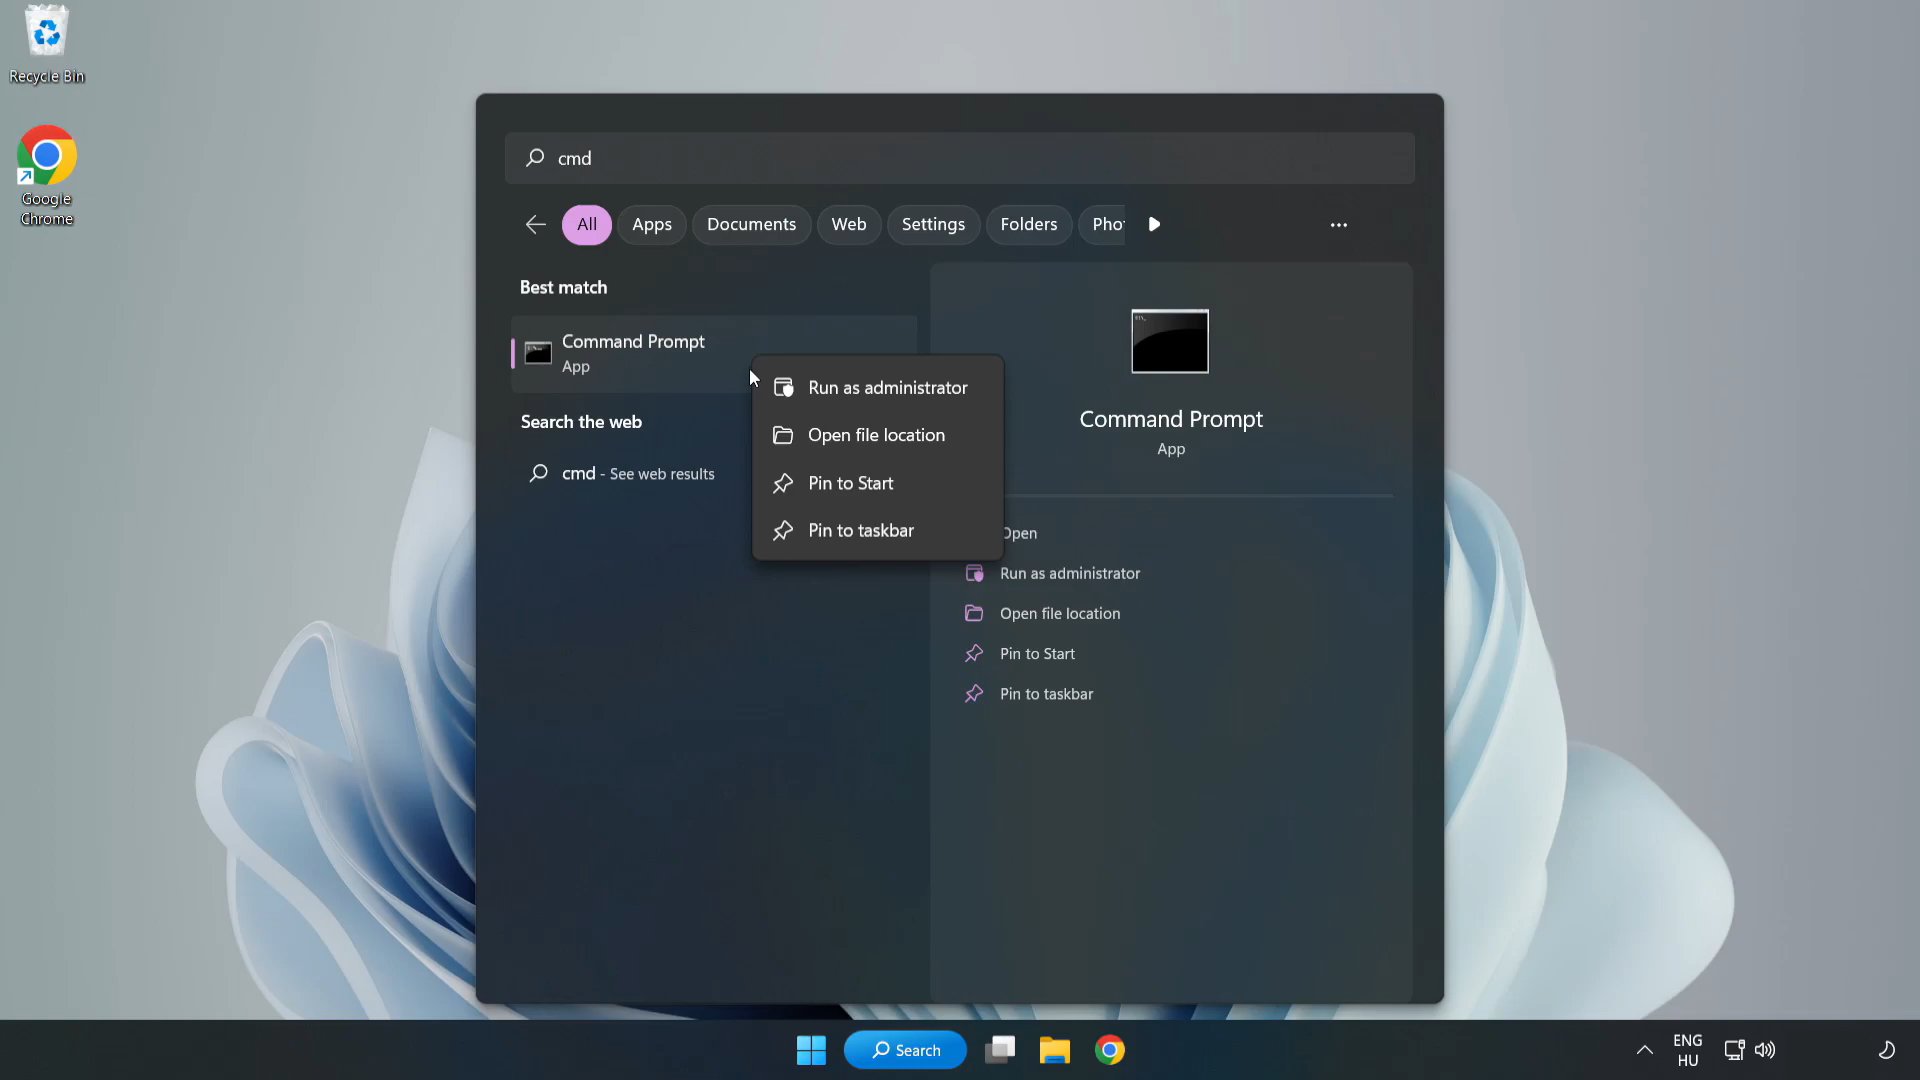 Recycle Bin
Google
Chrome
cmd
All
Apps
Documents
Web
Settings
Folders
Pho
Best match
Command Prompt
App
Search the web
cmd - See web results
Run as administrator
Open file location
Pin to Start
Pin to taskbar
Command Prompt
App
Open
Run as administrator
Open file location
Pin to Start
Pin to taskbar
Search
ENG
HU